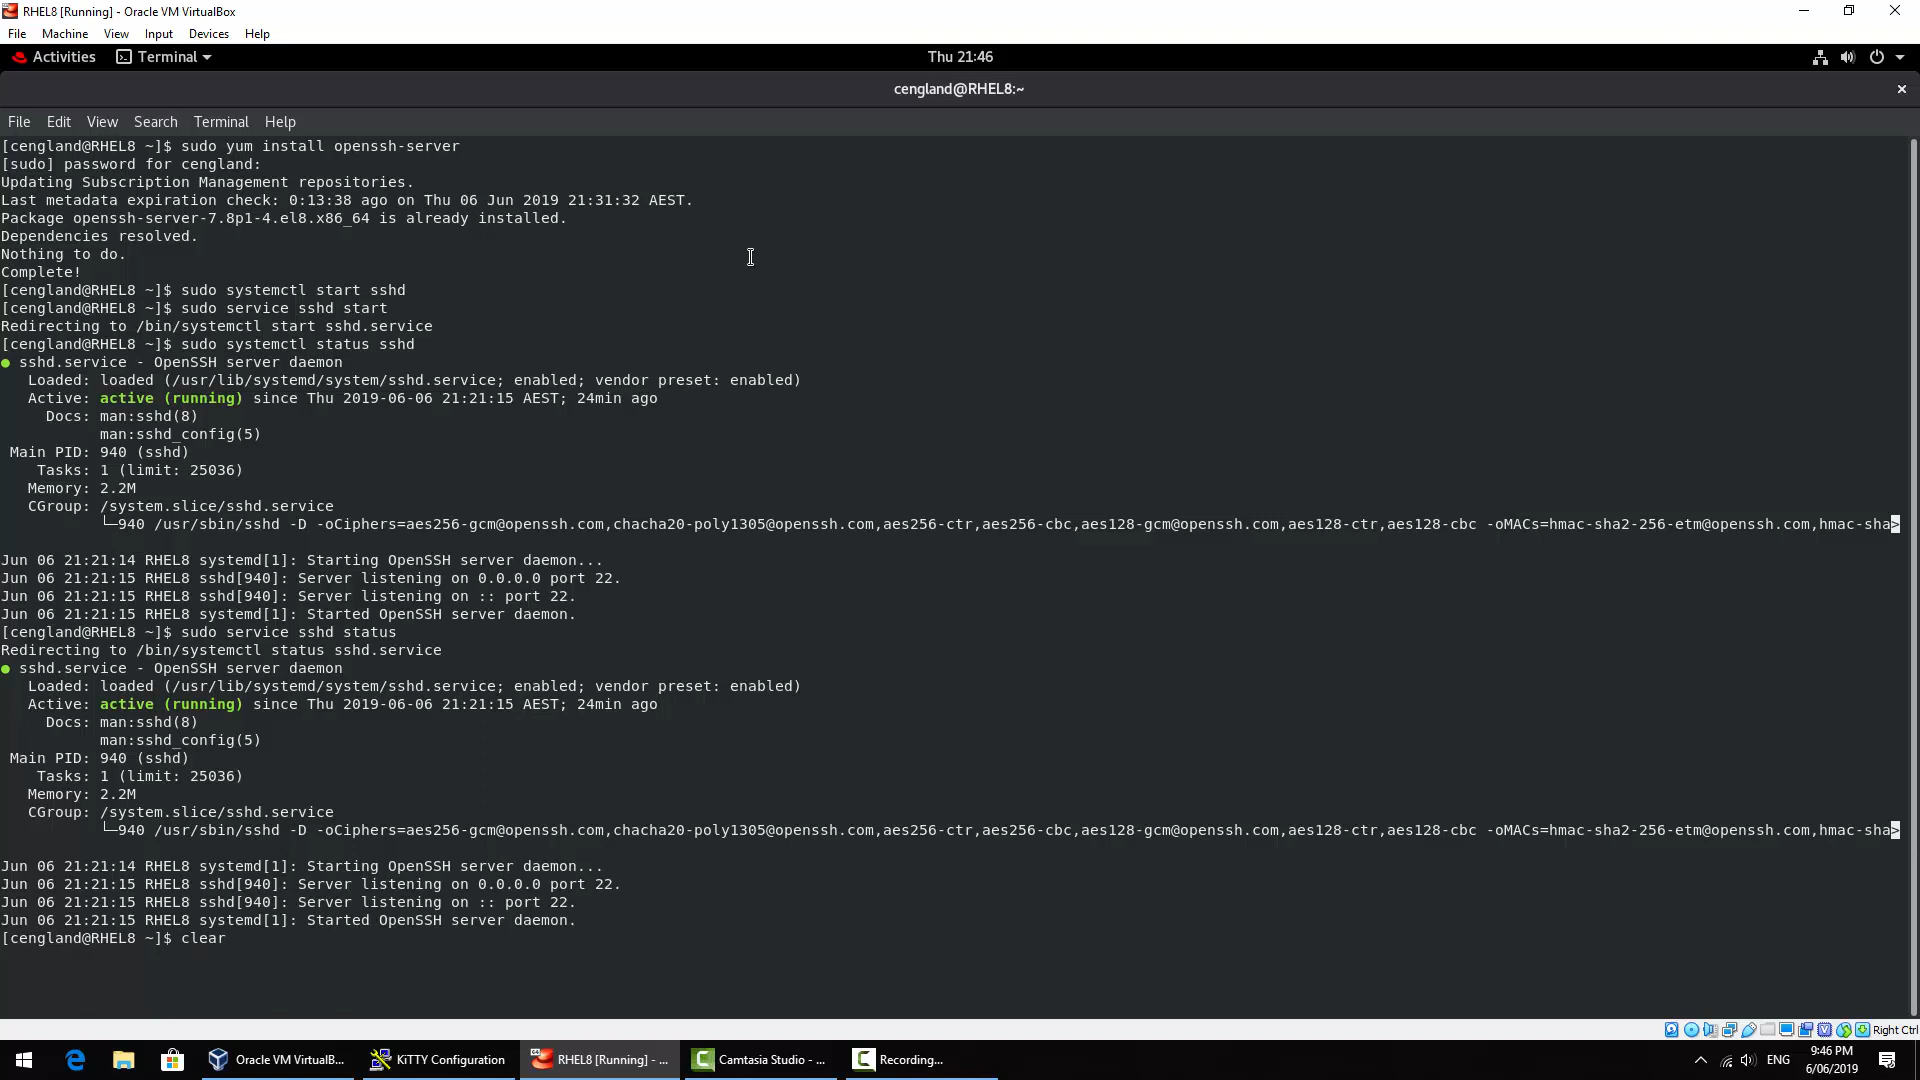 RHEL8 [Running] - Oracle VM VirtualBox
File Machine View Input Devices Help
Activities Terminal Thu 21:46
cengland@RHEL8:~
File Edit View Search Terminal Help
[cengland@RHEL8 ~]$ sudo yum install openssh-server
[sudo] password for cengland:
Updating Subscription Management repositories.
Last metadata expiration check: 0:13:38 ago on Thu 06 Jun 2019 21:31:32 AEST.
Package openssh-server-7.8p1-4.el8.x86_64 is already installed.
Dependencies resolved.
Nothing to do.
Complete!
[cengland@RHEL8 ~]$ sudo systemctl start sshd
[cengland@RHEL8 ~]$ sudo service sshd start
Redirecting to /bin/systemctl start sshd.service
[cengland@RHEL8 ~]$ sudo systemctl status sshd
● sshd.service - OpenSSH server daemon
Loaded: loaded (/usr/lib/systemd/system/sshd.service; enabled; vendor preset: enabled)
Active: active (running) since Thu 2019-06-06 21:21:15 AEST; 24min ago
Docs: man:sshd(8)
man:sshd_config(5)
Main PID: 940 (sshd)
Tasks: 1 (limit: 25036)
Memory: 2.2M
CGroup: /system.slice/sshd.service
└─940 /usr/sbin/sshd -D -oCiphers=aes256-gcm@openssh.com,chacha20-poly1305@openssh.com,aes256-ctr,aes256-cbc,aes128-gcm@openssh.com,aes128-ctr,aes128-cbc -oMACs=hmac-sha2-256-etm@openssh.com,hmac-sha>
Jun 06 21:21:14 RHEL8 systemd[1]: Starting OpenSSH server daemon...
Jun 06 21:21:15 RHEL8 sshd[940]: Server listening on 0.0.0.0 port 22.
Jun 06 21:21:15 RHEL8 sshd[940]: Server listening on :: port 22.
Jun 06 21:21:15 RHEL8 systemd[1]: Started OpenSSH server daemon.
[cengland@RHEL8 ~]$ sudo service sshd status
Redirecting to /bin/systemctl status sshd.service
● sshd.service - OpenSSH server daemon
Loaded: loaded (/usr/lib/systemd/system/sshd.service; enabled; vendor preset: enabled)
Active: active (running) since Thu 2019-06-06 21:21:15 AEST; 24min ago
Docs: man:sshd(8)
man:sshd_config(5)
Main PID: 940 (sshd)
Tasks: 1 (limit: 25036)
Memory: 2.2M
CGroup: /system.slice/sshd.service
└─940 /usr/sbin/sshd -D -oCiphers=aes256-gcm@openssh.com,chacha20-poly1305@openssh.com,aes256-ctr,aes256-cbc,aes128-gcm@openssh.com,aes128-ctr,aes128-cbc -oMACs=hmac-sha2-256-etm@openssh.com,hmac-sha>
Jun 06 21:21:14 RHEL8 systemd[1]: Starting OpenSSH server daemon...
Jun 06 21:21:15 RHEL8 sshd[940]: Server listening on 0.0.0.0 port 22.
Jun 06 21:21:15 RHEL8 sshd[940]: Server listening on :: port 22.
Jun 06 21:21:15 RHEL8 systemd[1]: Started OpenSSH server daemon.
[cengland@RHEL8 ~]$ clear
Right Ctrl
Oracle VM VirtualB... KiTTY Configuration RHEL8 [Running] - ... Camtasia Studio - ... Recording... ENG 9:46 PM
6/06/2019